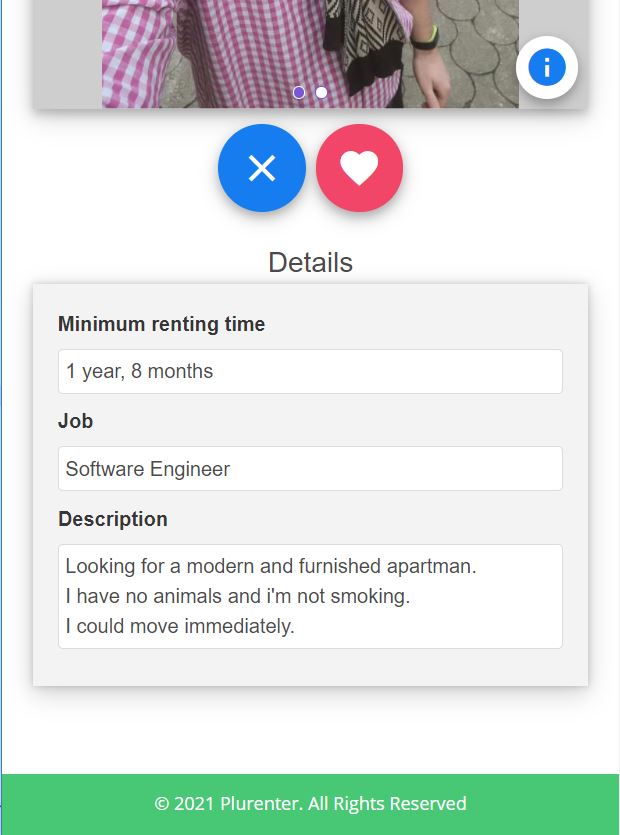 Details
Minimum renting time
1 year, 8 months
Job
Software Engineer
Description
Looking for a modern and furnished apartman.
I have no animals and i'm not smoking.
I could move immediately.
© 2021 Plurenter. All Rights Reserved